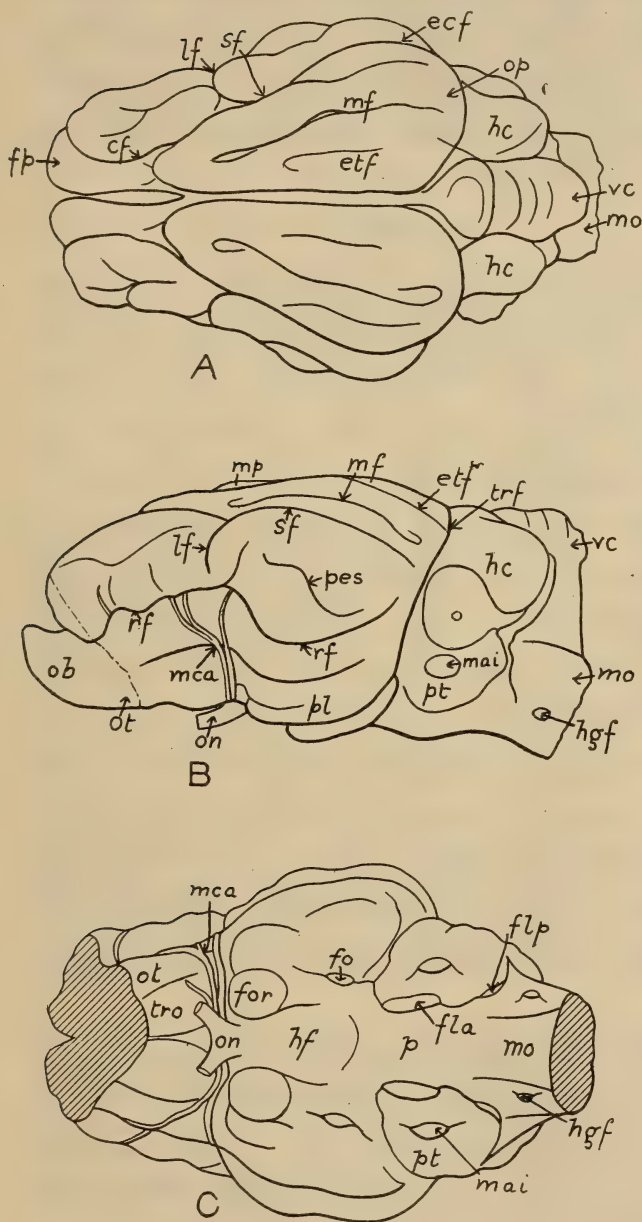 ecf
lf sf op
mf hc
cf
fp etf vc
mo
hc
A
mp mf etf trf
sf vc
lf hc
pes
rf rf
mca mai mo
ob pt
ot pl hgf
on
B
mca
flp
ot fo
for
tro fla
on hf p mo
hgf
pt
mai
C